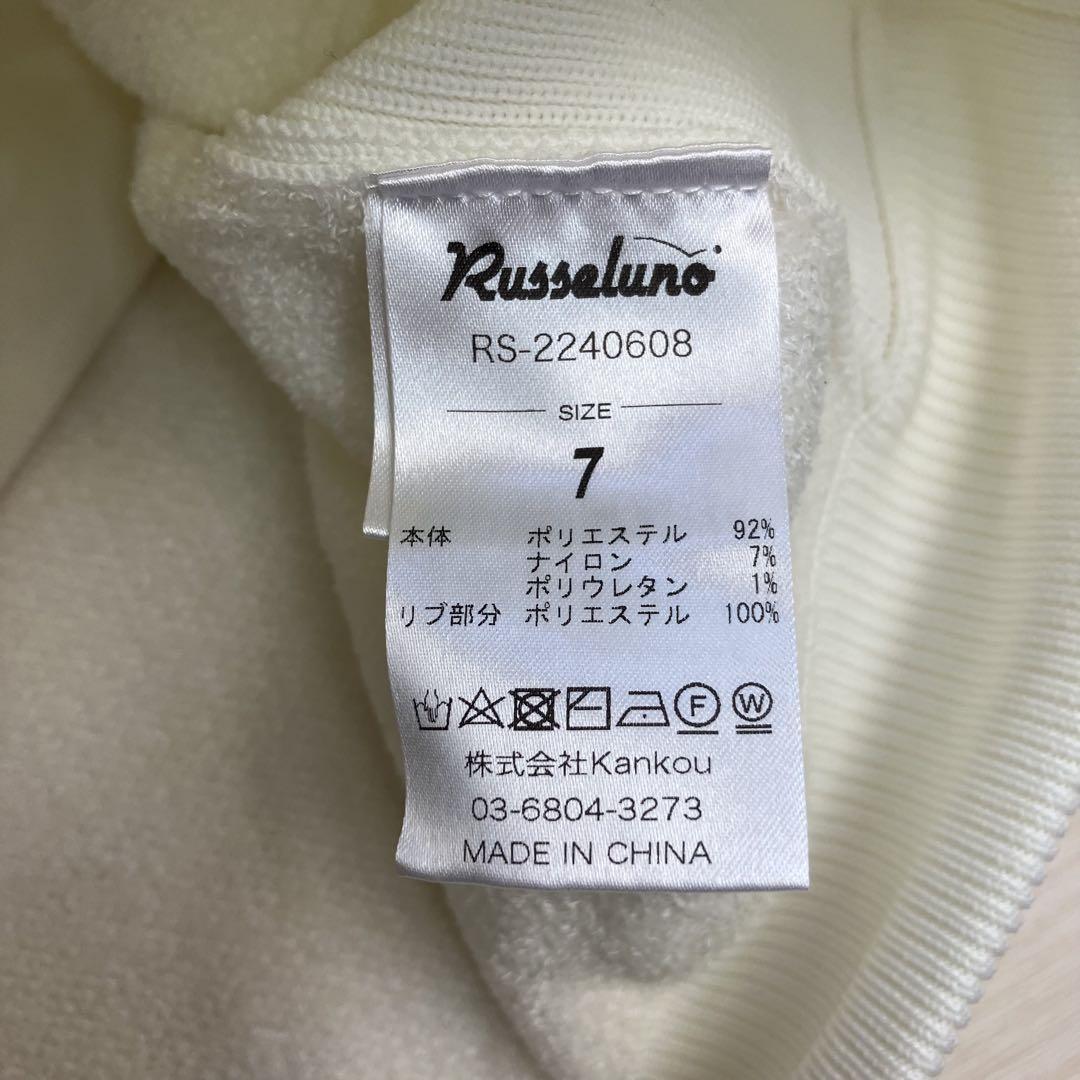 Russeluno
RS-2240608
SIZE
7
本体 ポリエステル 92%
ナイロン 7%
ポリウレタン 1%
リブ部分 ポリエステル 100%
F W
株式会社Kankou
03-6804-3273
MADE IN CHINA